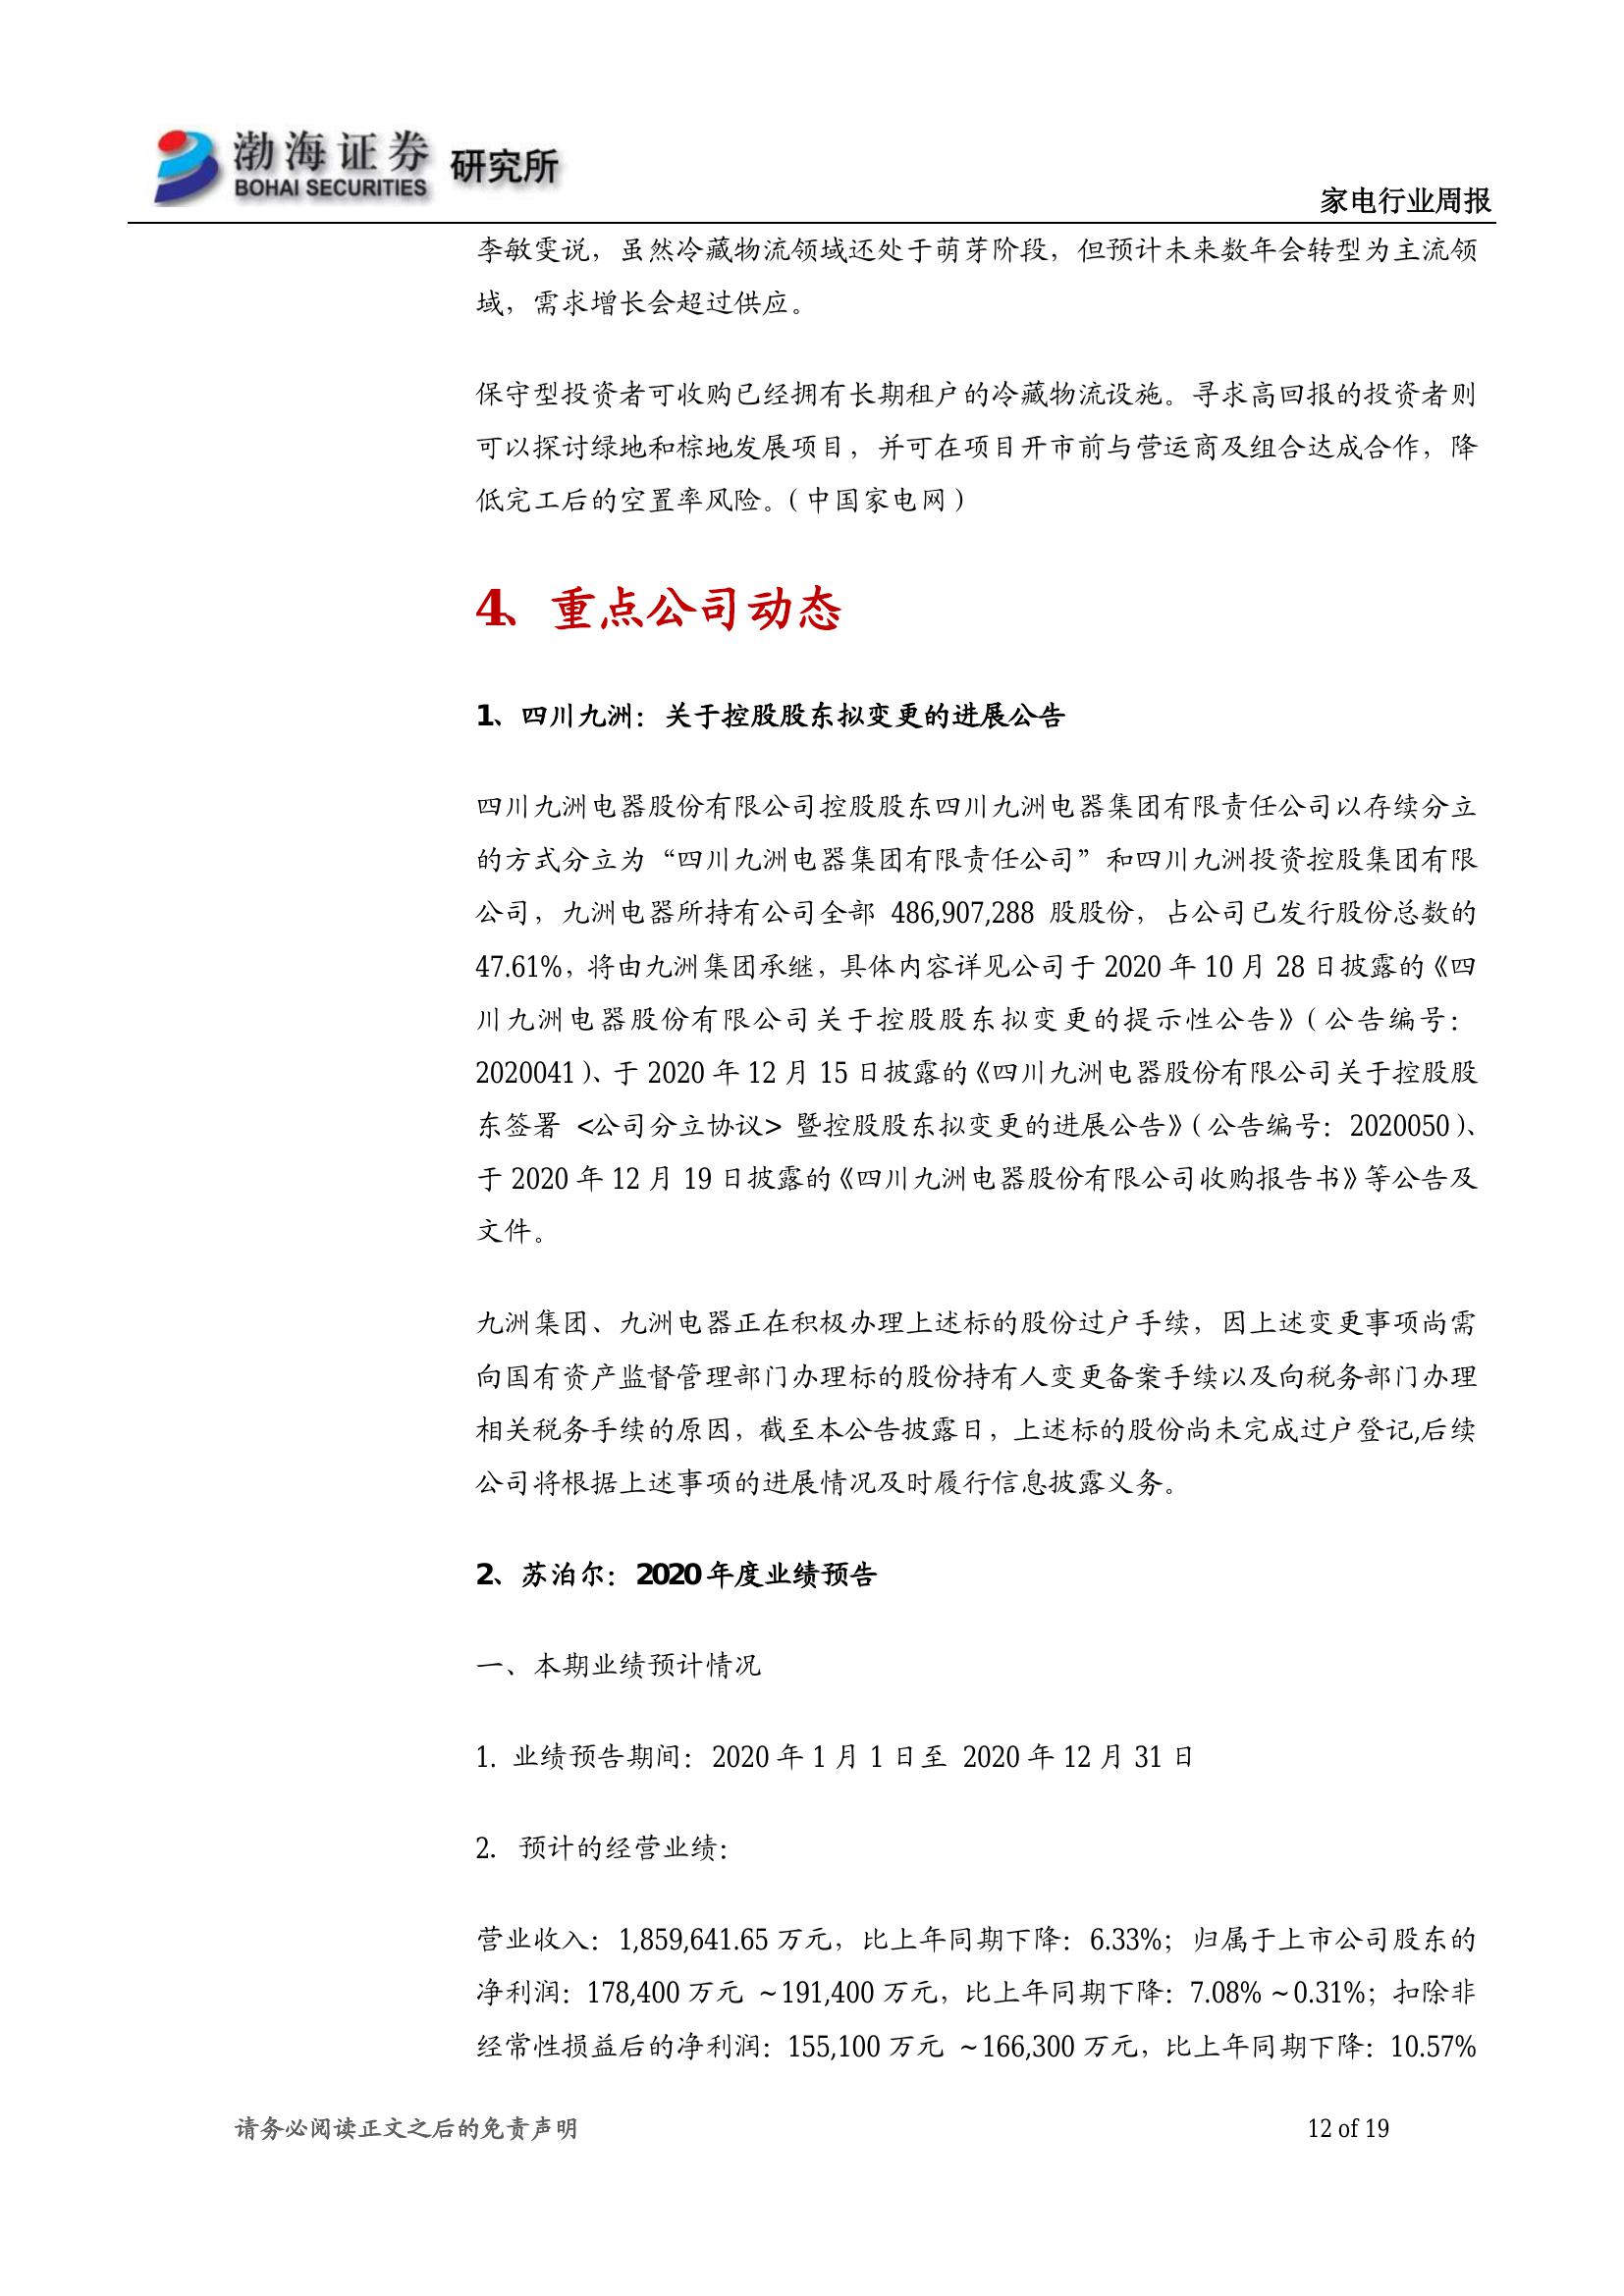 渤海证券 研究所
BOHAI SECURITIES
家电行业周报
李敏雯说，虽然冷藏物流领域还处于萌芽阶段，但预计未来数年会转型为主流领
域，需求增长会超过供应。
保守型投资者可收购已经拥有长期租户的冷藏物流设施。寻求高回报的投资者则
可以探讨绿地和棕地发展项目，并可在项目开市前与营运商及组合达成合作，降
低完工后的空置率风险。（中国家电网）
4、重点公司动态
1、四川九洲：关于控股股东拟变更的进展公告
四川九洲电器股份有限公司控股股东四川九洲电器集团有限责任公司以存续分立
的方式分立为“四川九洲电器集团有限责任公司”和四川九洲投资控股集团有限
公司，九洲电器所持有公司全部 486,907,288 股股份，占公司已发行股份总数的
47.61%，将由九洲集团承继，具体内容详见公司于 2020 年 10 月 28 日披露的《四
川九洲电器股份有限公司关于控股股东拟变更的提示性公告》（公告编号：
2020041）、于 2020 年 12 月 15 日披露的《四川九洲电器股份有限公司关于控股股
东签署 <公司分立协议> 暨控股股东拟变更的进展公告》（公告编号：2020050）、
于 2020 年 12 月 19 日披露的《四川九洲电器股份有限公司收购报告书》等公告及
文件。
九洲集团、九洲电器正在积极办理上述标的股份过户手续，因上述变更事项尚需
向国有资产监督管理部门办理标的股份持有人变更备案手续以及向税务部门办理
相关税务手续的原因，截至本公告披露日，上述标的股份尚未完成过户登记,后续
公司将根据上述事项的进展情况及时履行信息披露义务。
2、苏泊尔：2020 年度业绩预告
一、本期业绩预计情况
1. 业绩预告期间：2020 年 1 月 1 日至 2020 年 12 月 31 日
2. 预计的经营业绩：
营业收入：1,859,641.65 万元，比上年同期下降：6.33%；归属于上市公司股东的
净利润：178,400 万元 ~191,400 万元，比上年同期下降：7.08% ~0.31%；扣除非
经常性损益后的净利润：155,100 万元 ~166,300 万元，比上年同期下降：10.57%
请务必阅读正文之后的免责声明
12 of 19